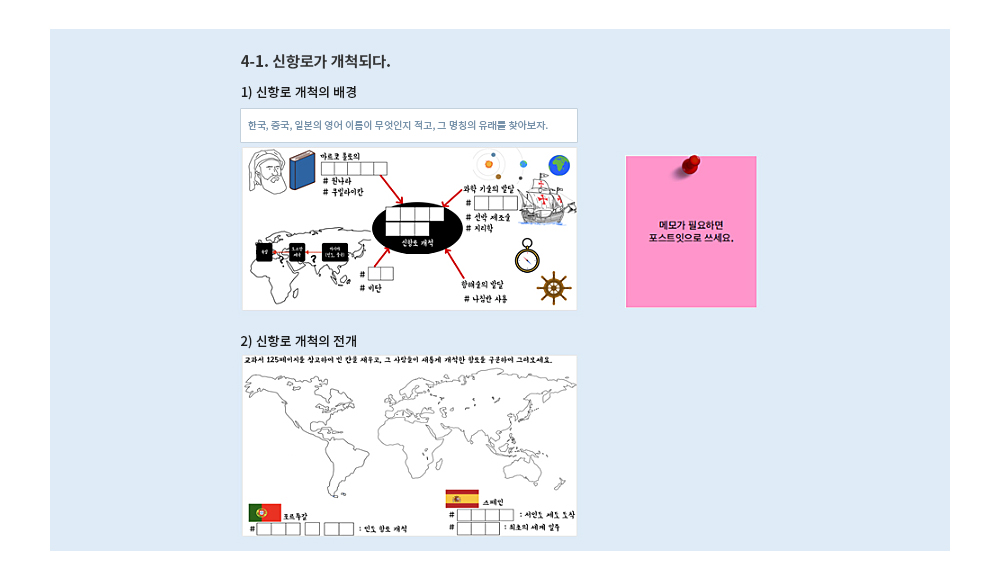 4-1. 신항로가 개척되다.
1) 신항로 개척의 배경
한국, 중국, 일본의 영어 이름이 무엇인지 적고, 그 명칭의 유래를 찾아보자.
마르코 폴로의
# 원나라
# 쿠빌라이칸
과학 기술의 발달
#
# 선박 제조술
# 지리학
신항로 개척
유럽
?
?
#
# 비단
항해술의 발달
# 나침반 사용
메모가 필요하면
포스트잇으로 쓰세요.
2) 신항로 개척의 전개
교과서 125페이지를 참고하여 빈 칸을 채우고, 그 사람들이 새롭게 개척한 항로를 구분하여 그려보세요.
포르투갈
# : 인도 항로 개척
스페인
# : 서인도 제도 도착
# : 최초의 세계 일주